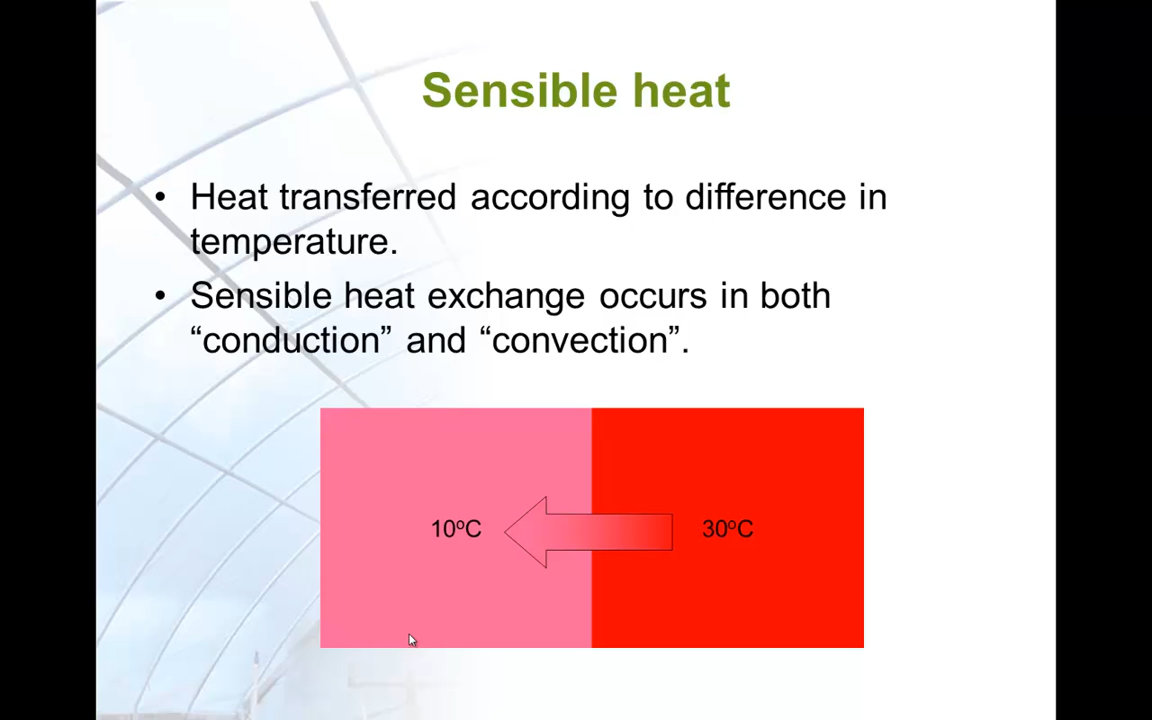 Sensible heat
• Heat transferred according to difference in
temperature.
• Sensible heat exchange occurs in both
“conduction” and “convection”.
10ºC
30ºC